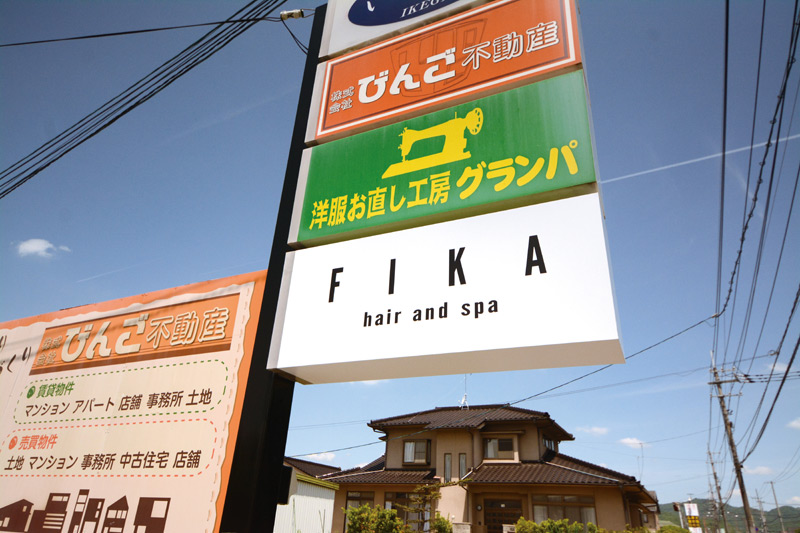 株式会社 びんご不動産
洋服お直し工房 グランパ
FIKA
hair and spa
びんご不動産
賃貸物件
マンション アパート 店舗 事務所 土地
売買物件
土地 マンション 事務所 中古住宅 店舗